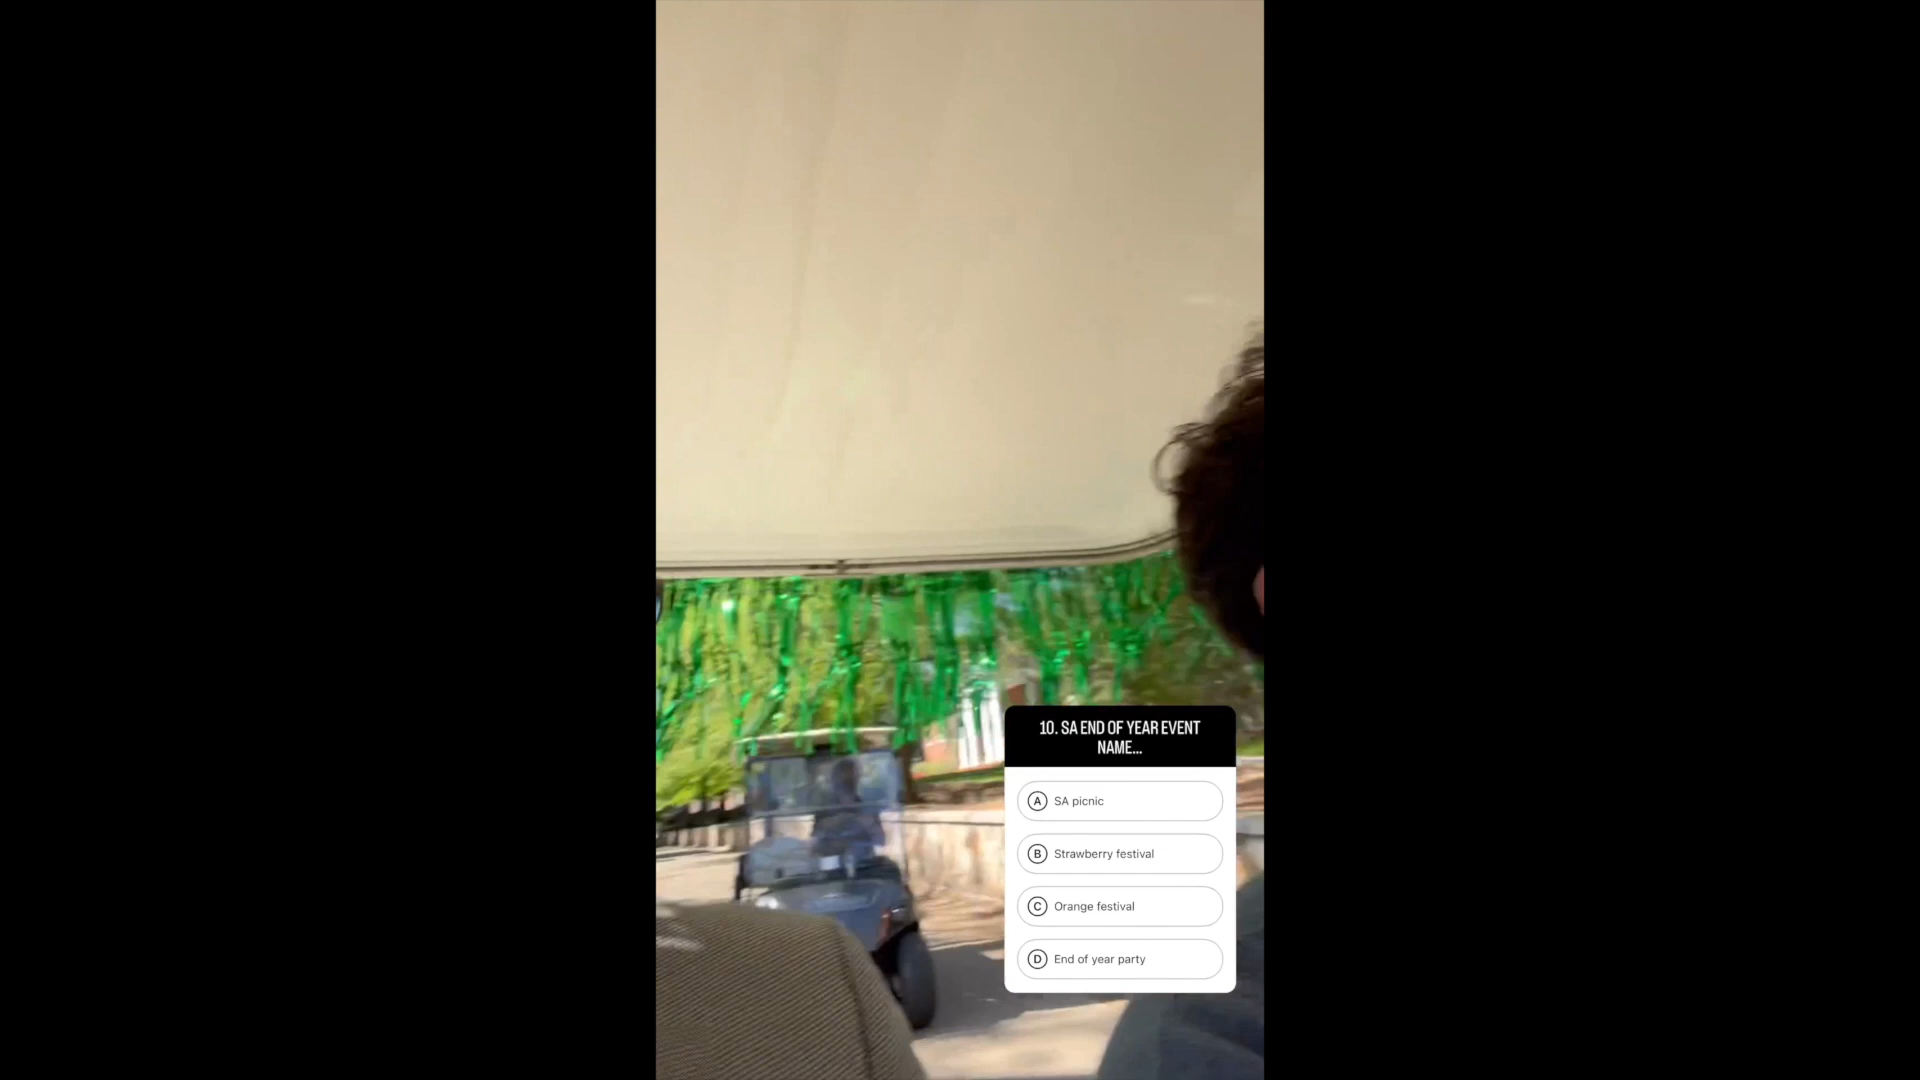 10. SA END OF YEAR EVENT
NAME...
A SA picnic
B Strawberry festival
C Orange festival
D End of year party